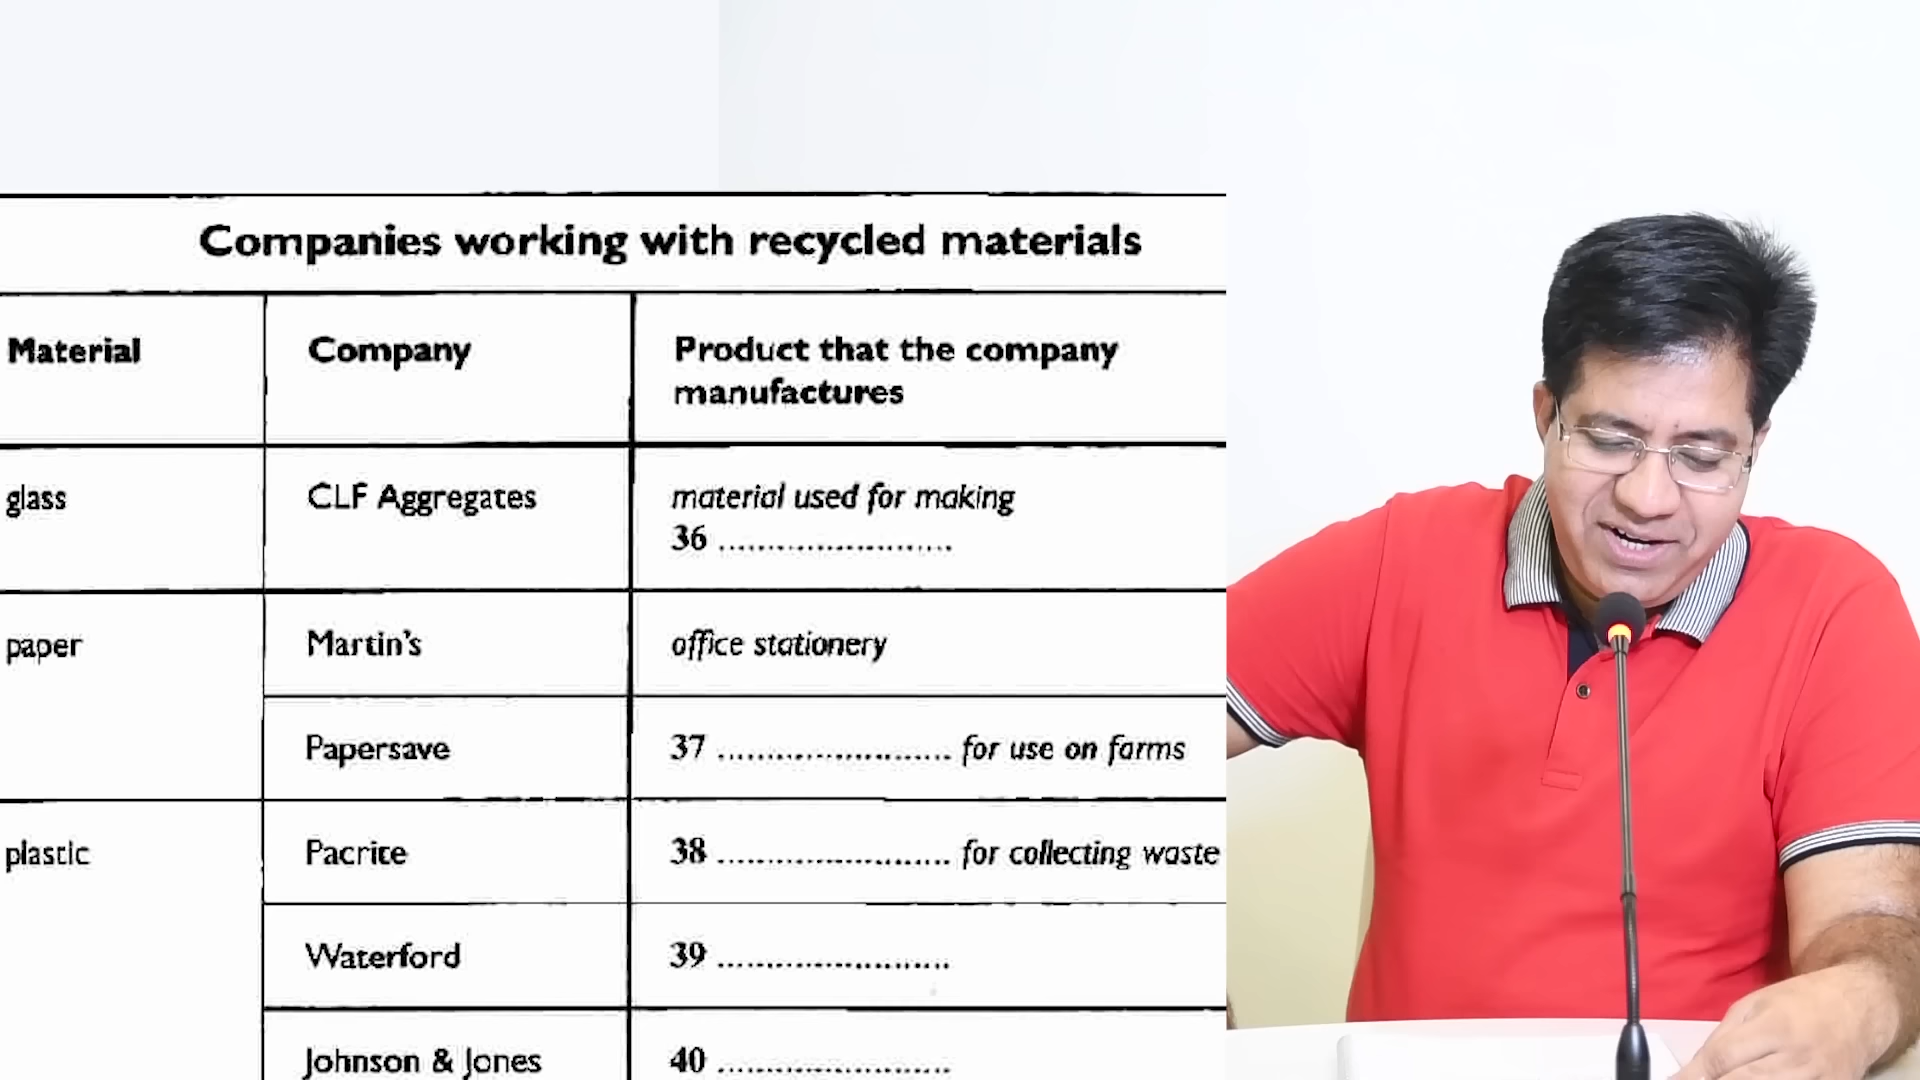 Companies working with recycled materials
Material Company Product that the company
manufactures
glass CLF Aggregates material used for making
36 ........................
paper Martin's office stationery
Papersave 37 ........................ for use on farms
plastic Pacrite 38 ........................ for collecting waste
Waterford 39 ........................
Johnson & Jones 40 ........................